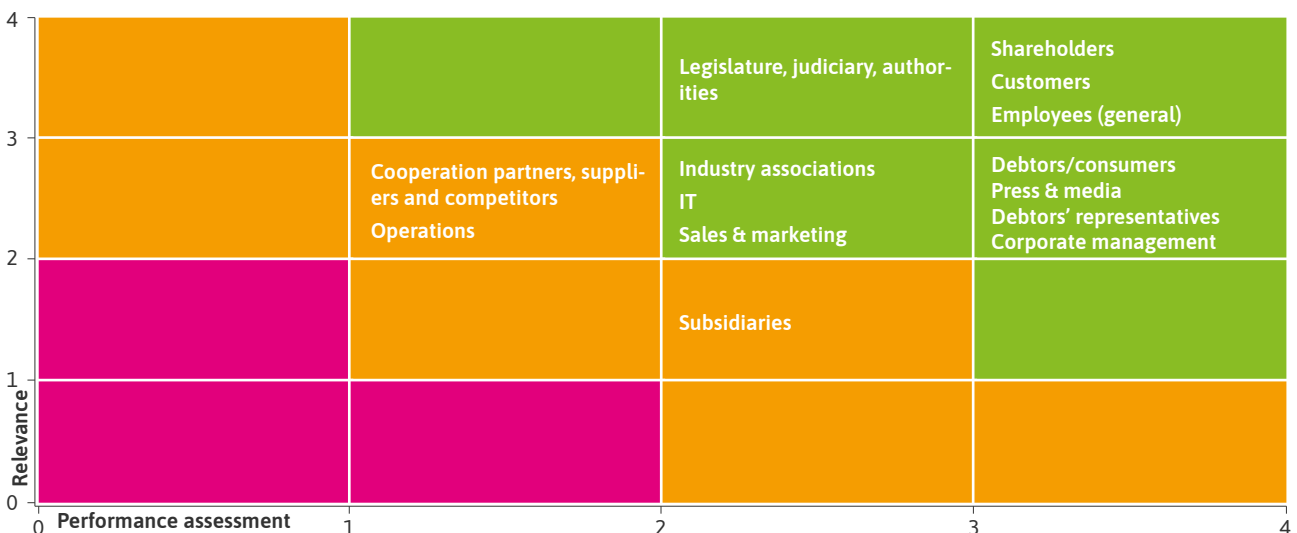 4
Legislature, judiciary, author-
ities
Shareholders
Customers
Employees (general)
3
Cooperation partners, suppli-
ers and competitors
Operations
Industry associations
IT
Sales & marketing
Debtors/consumers
Press & media
Debtors’ representatives
Corporate management
2
Subsidiaries
1
Relevance
0
0 Performance assessment 1 2 3 4